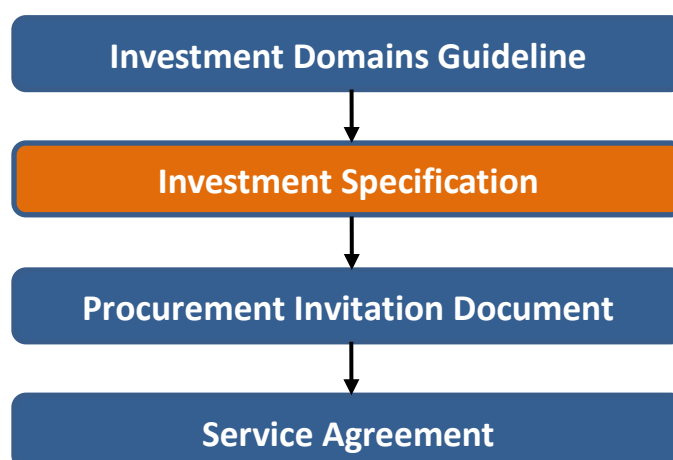 Investment Domains Guideline
Investment Specification
Procurement Invitation Document
Service Agreement